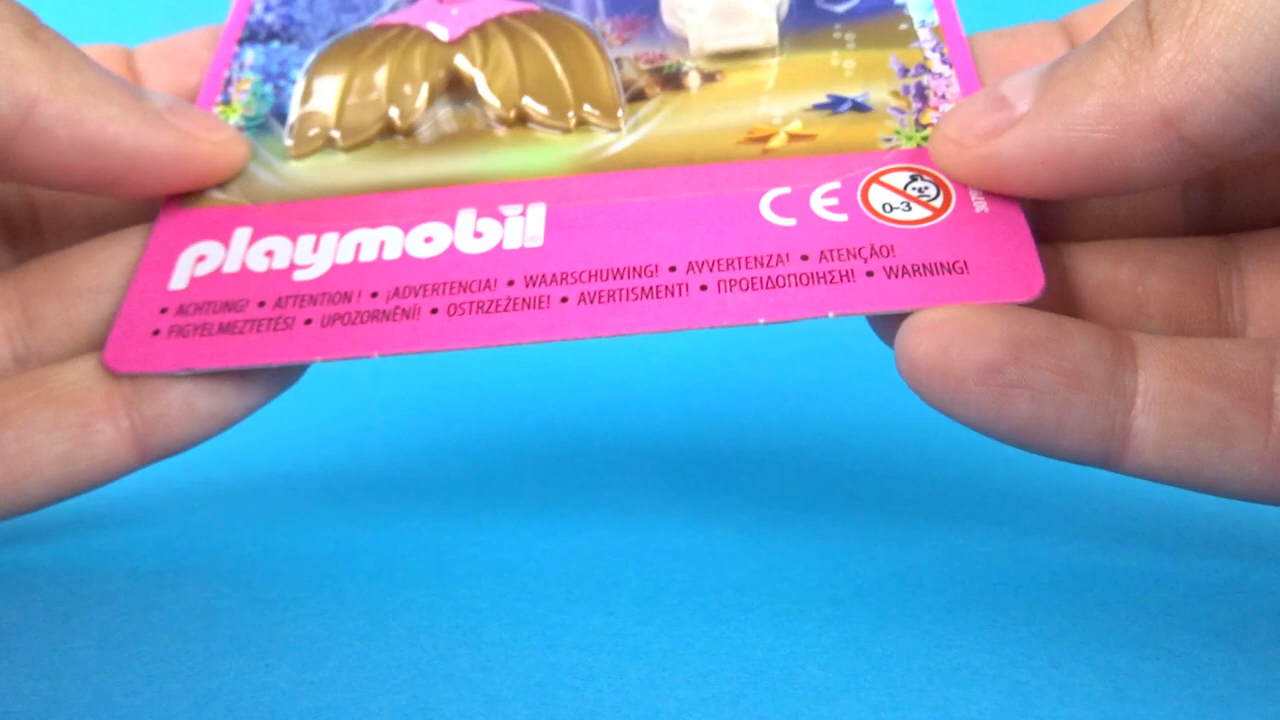 playmobil
CE
0-3
• ACHTUNG! • ATTENTION ! • ¡ADVERTENCIA! • WAARSCHUWING! • AVVERTENZA! • ATENÇÃO!
• FIGYELMEZTETÉS! • UPOZORNĚNÍ! • OSTRZEŻENIE! • AVERTISMENT! • ΠΡΟΕΙΔΟΠΟΙΗΣΗ! • WARNING!